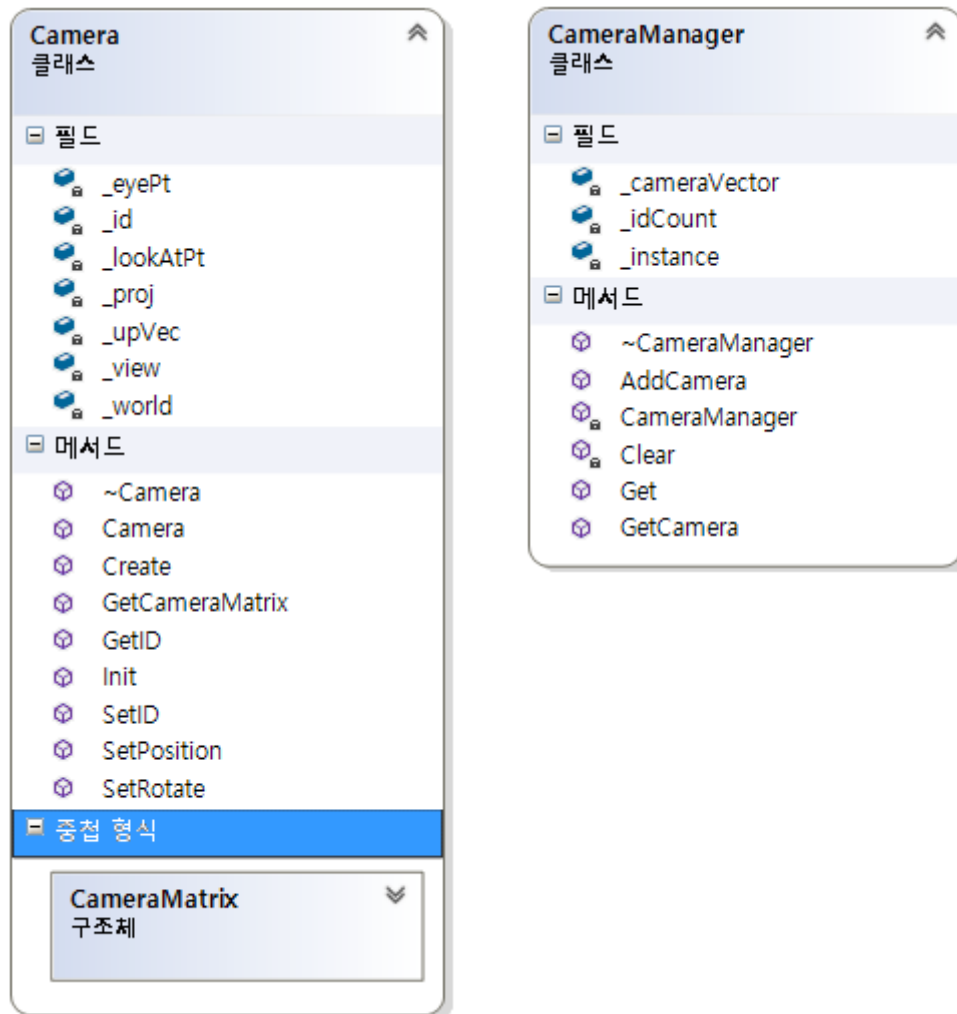 Camera
클래스
필드
_eyePt
_id
_lookAtPt
_proj
_upVec
_view
_world
메서드
~Camera
Camera
Create
GetCameraMatrix
GetID
Init
SetID
SetPosition
SetRotate
중첩 형식
CameraMatrix
구조체
CameraManager
클래스
필드
_cameraVector
_idCount
_instance
메서드
~CameraManager
AddCamera
CameraManager
Clear
Get
GetCamera